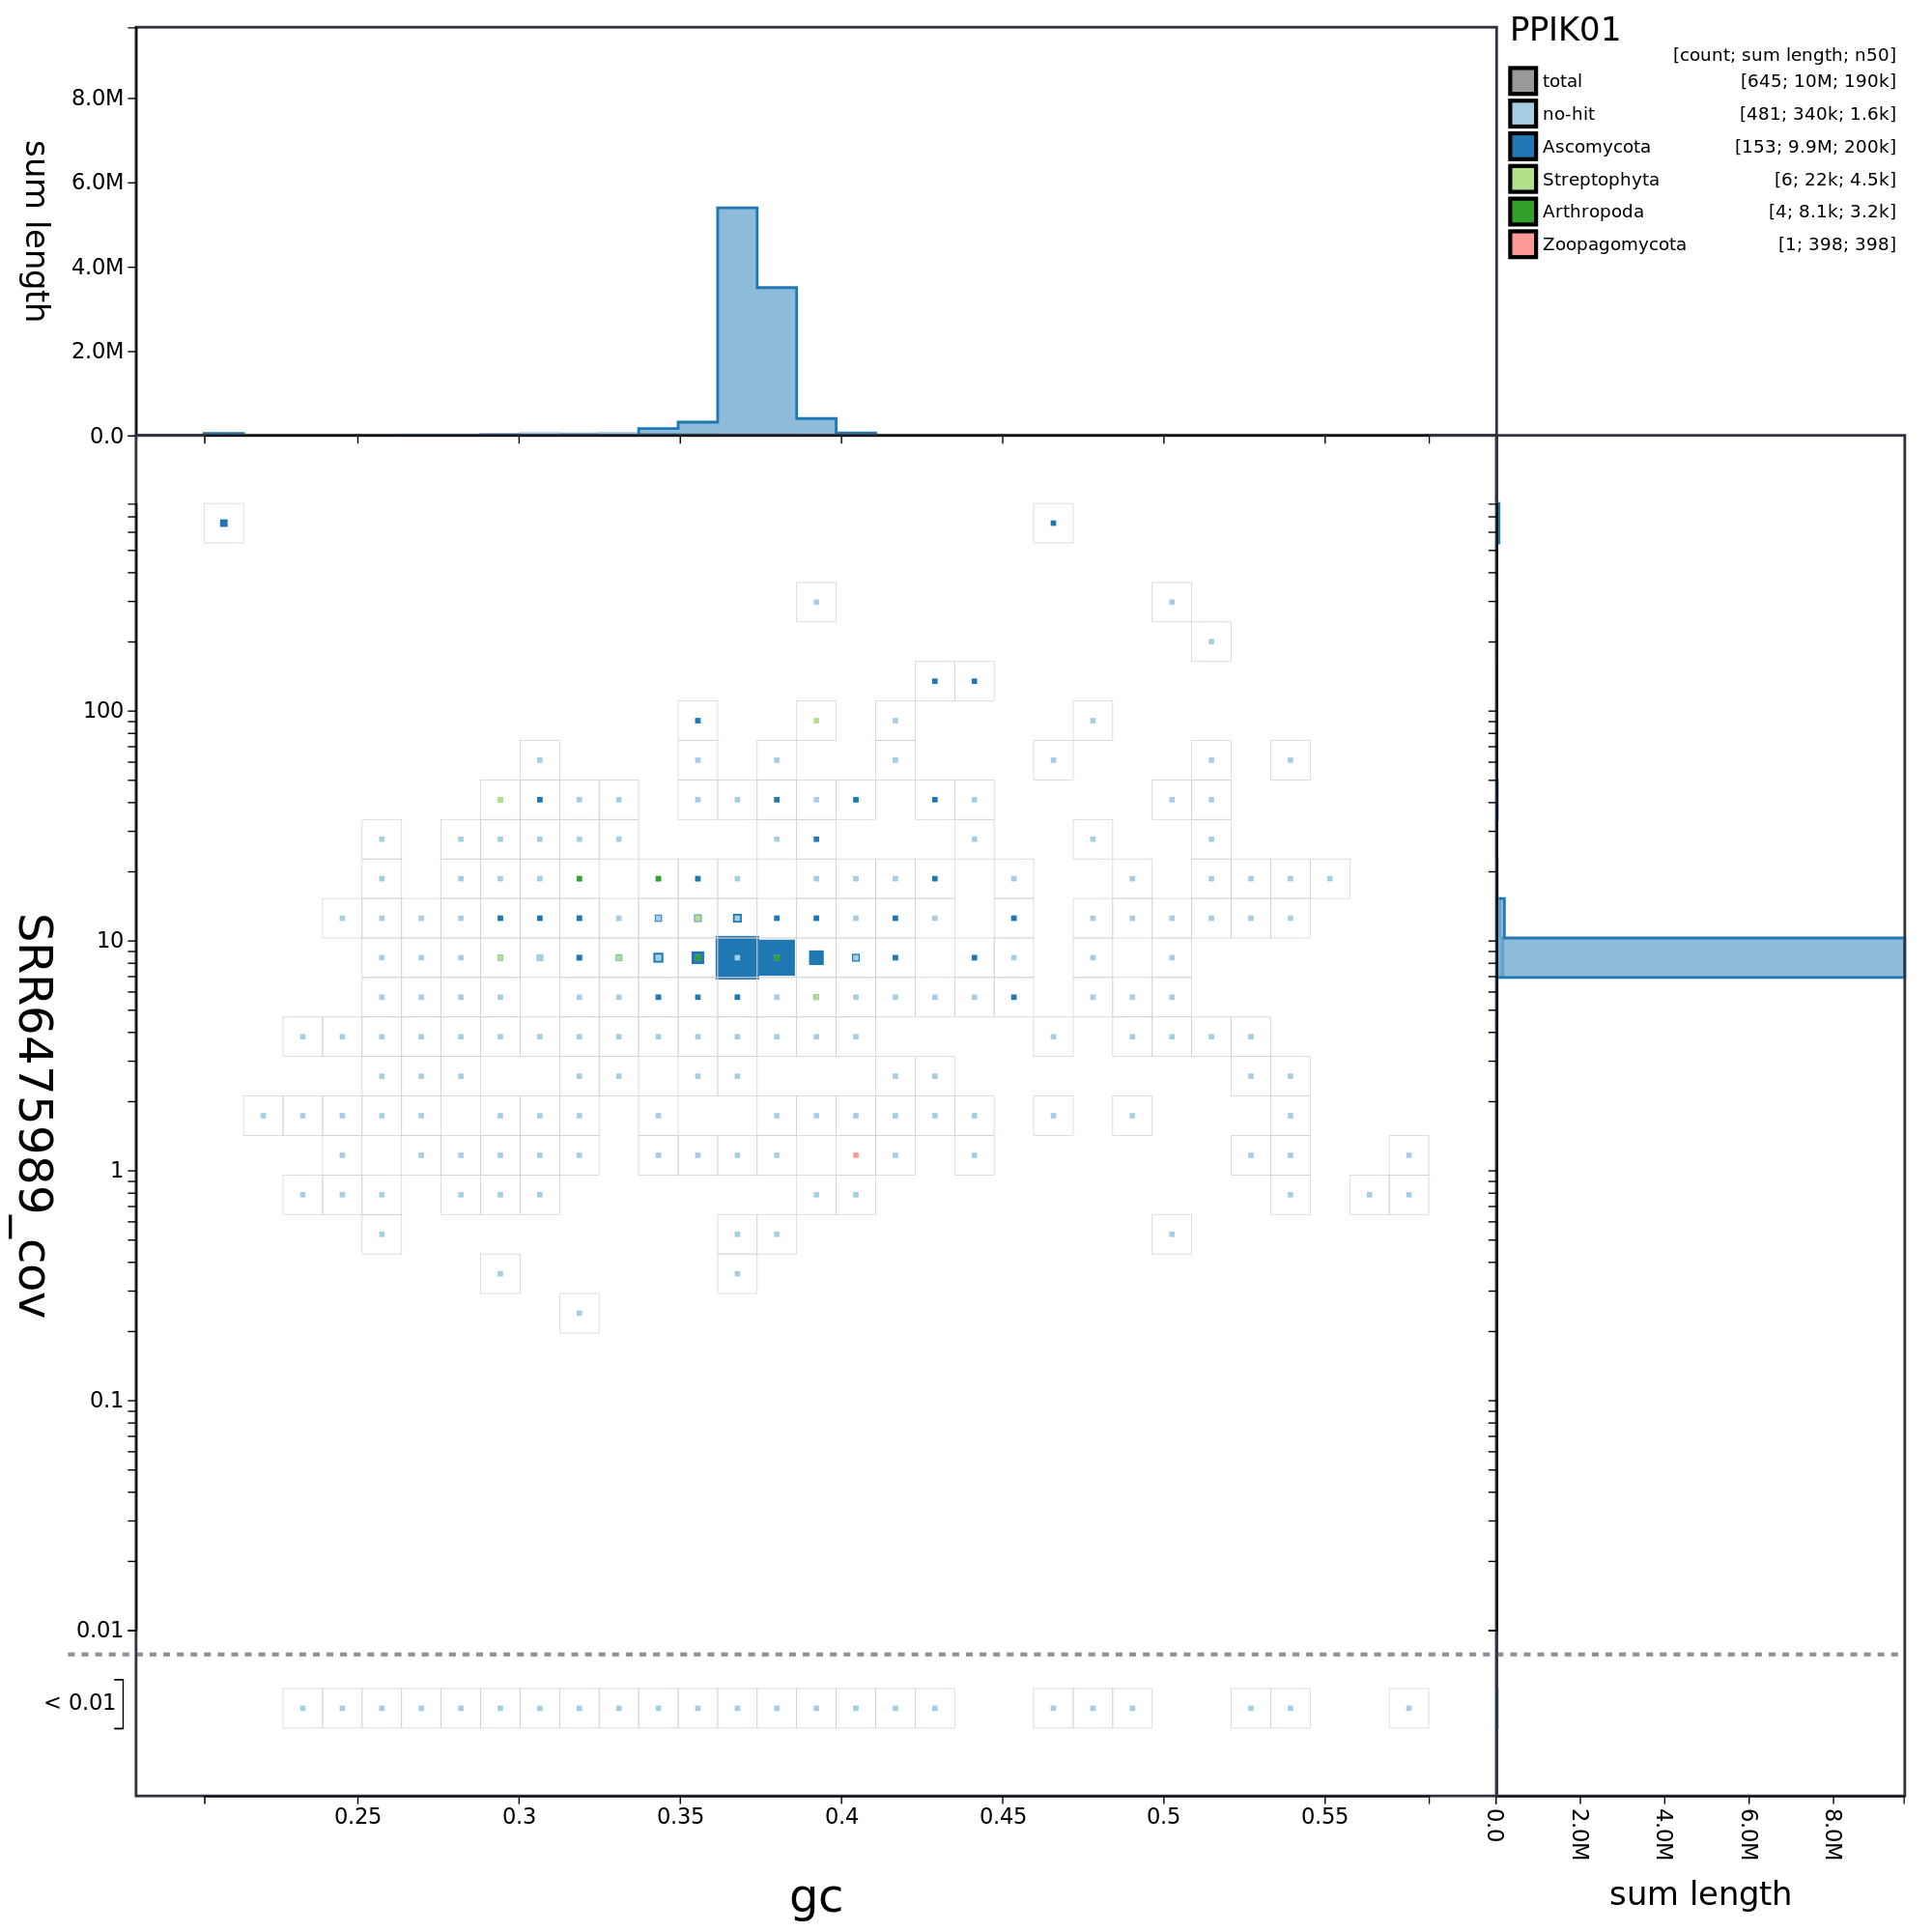 PPIK01
[count; sum length; n50]
total [645; 10M; 190k]
no-hit [481; 340k; 1.6k]
Ascomycota [153; 9.9M; 200k]
Streptophyta [6; 22k; 4.5k]
Arthropoda [4; 8.1k; 3.2k]
Zoopagomycota [1; 398; 398]
sum length
8.0M
6.0M
4.0M
2.0M
0.0
SRR6475989_cov
100
10
1
0.1
0.01
< 0.01
0.25 0.3 0.35 0.4 0.45 0.5 0.55
gc
0.0 2.0M 4.0M 6.0M 8.0M
sum length